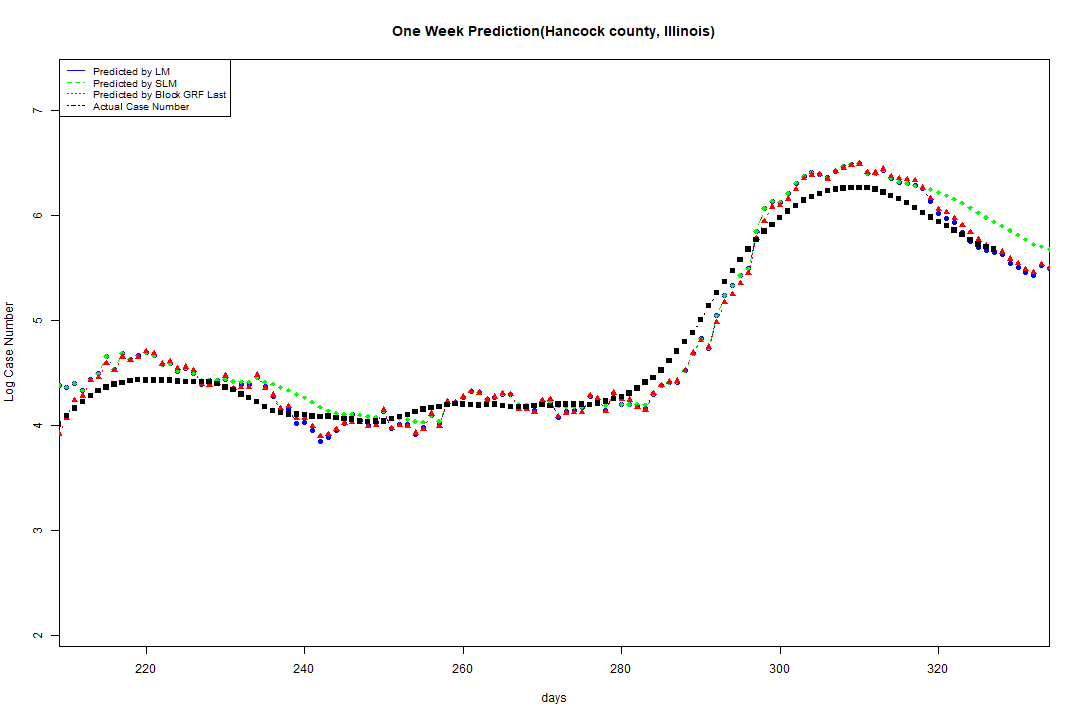 One Week Prediction(Hancock county, Illinois)
Predicted by LM
Predicted by SLM
Predicted by Block GRF Last
Actual Case Number
7
6
5
4
3
2
Log Case Number
220 240 260 280 300 320
days